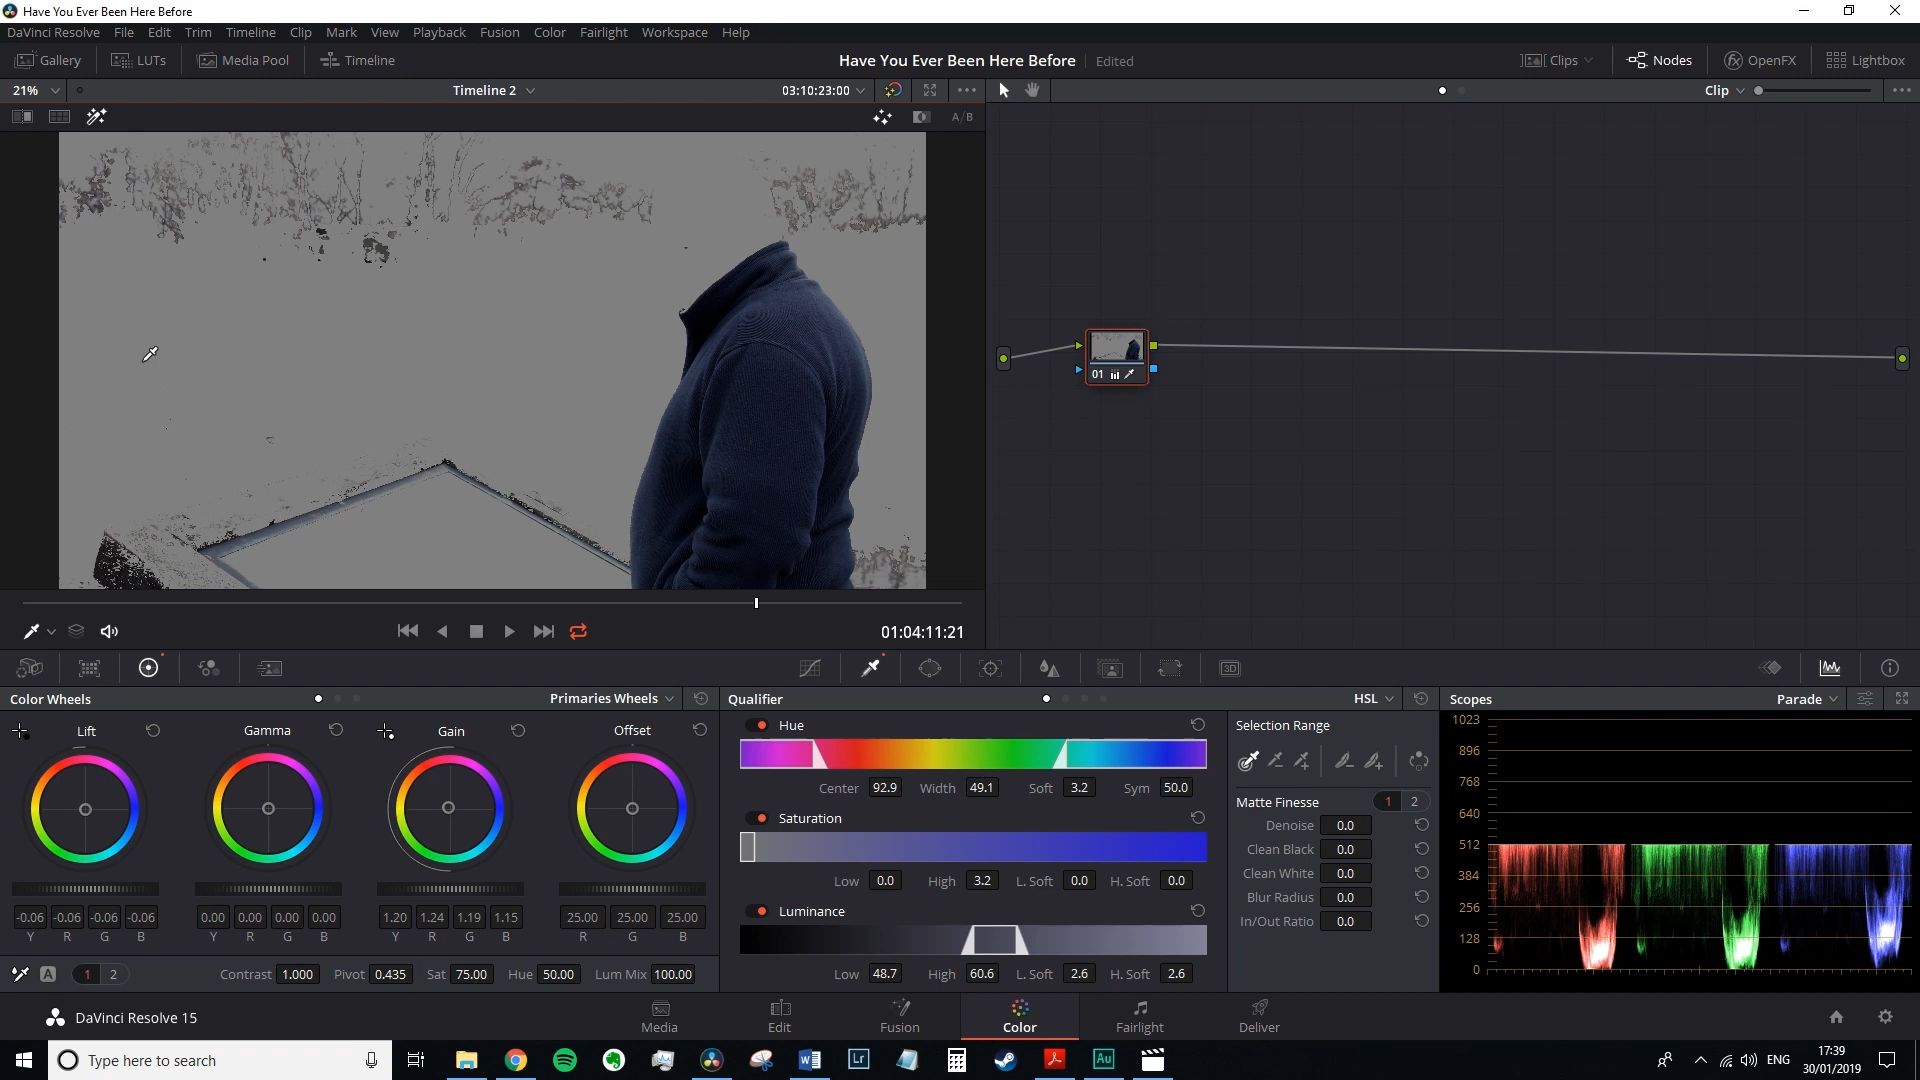 Have You Ever Been Here Before
DaVinci Resolve File Edit Trim Timeline Clip Mark View Playback Fusion Color Fairlight Workspace Help
Gallery LUTs Media Pool Timeline Have You Ever Been Here Before Edited Clips Nodes OpenFX Lightbox
21% Timeline 2 03:10:23:00 Clip
A/B
01
01:04:11:21
3D
Color Wheels Primaries Wheels Qualifier HSL Scopes Parade
Lift Gamma Gain Offset
Hue
Center 92.9 Width 49.1 Soft 3.2 Sym 50.0
Saturation
Low 0.0 High 3.2 L. Soft 0.0 H. Soft 0.0
Luminance
Low 48.7 High 60.6 L. Soft 2.6 H. Soft 2.6
Selection Range
Matte Finesse 1 2
Denoise 0.0
Clean Black 0.0
Clean White 0.0
Blur Radius 0.0
In/Out Ratio 0.0
1023
896
768
640
512
384
256
128
0
-0.06 -0.06 -0.06 -0.06 0.00 0.00 0.00 0.00 1.20 1.24 1.19 1.15 25.00 25.00 25.00
Y R G B Y R G B Y R G B R G B
A 1 2 Contrast 1.000 Pivot 0.435 Sat 75.00 Hue 50.00 Lum Mix 100.00
DaVinci Resolve 15 Media Edit Fusion Color Fairlight Deliver
Type here to search Lr Au ENG 17:39
30/01/2019